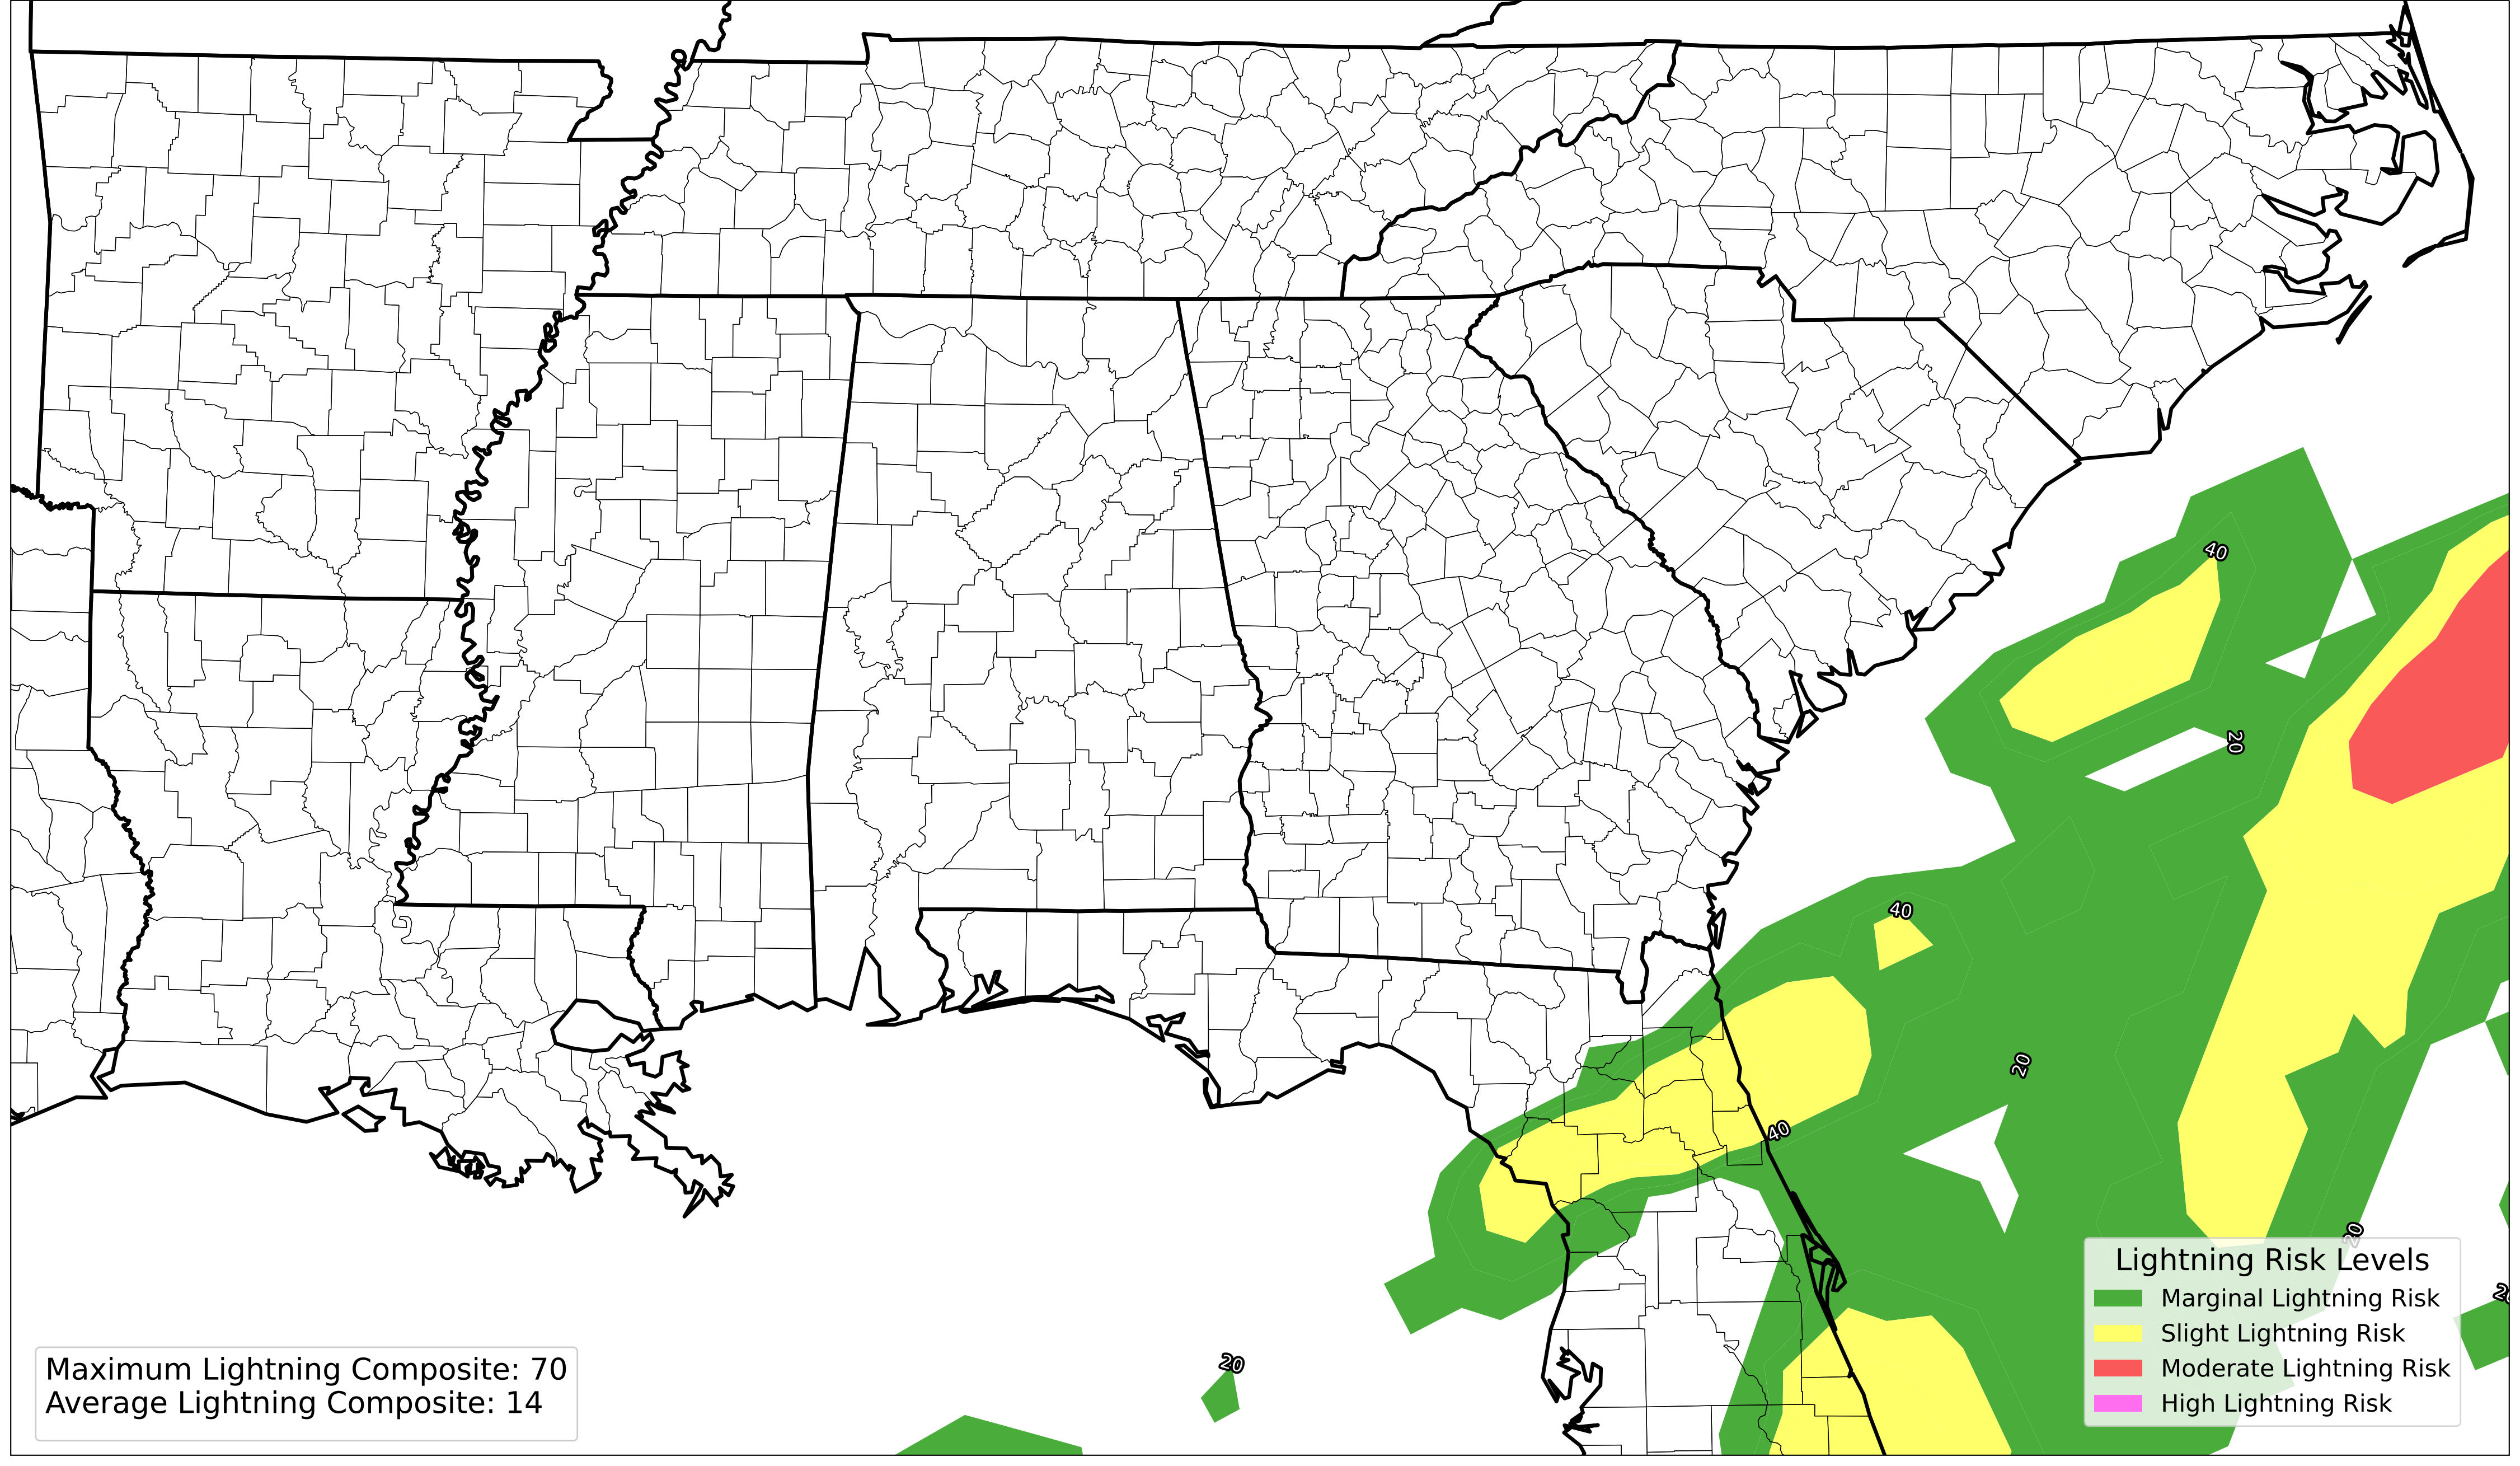 40
20
40
20
40
20
20
20
Lightning Risk Levels
Marginal Lightning Risk
Slight Lightning Risk
Moderate Lightning Risk
High Lightning Risk
Maximum Lightning Composite: 70
Average Lightning Composite: 14